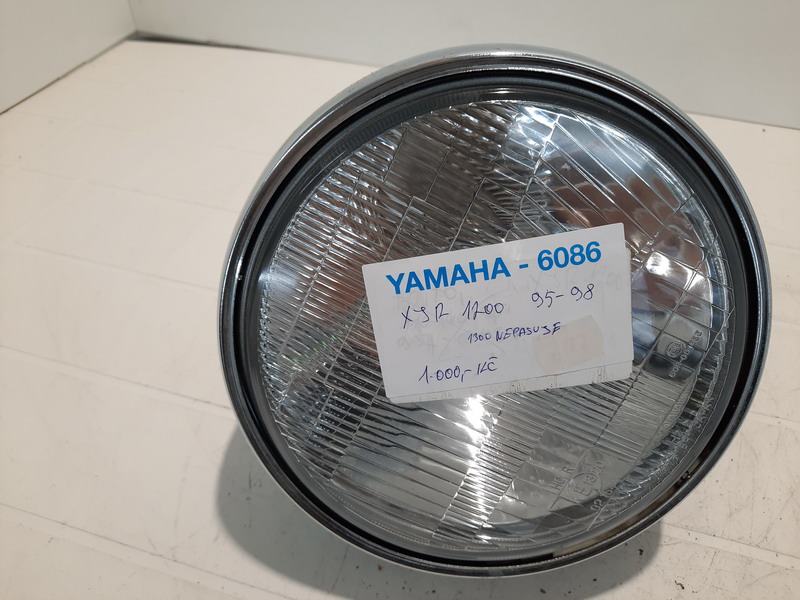 YAMAHA - 6086
XJR 1200 95-98
1300 NEPASUJE
1.000,- KČ